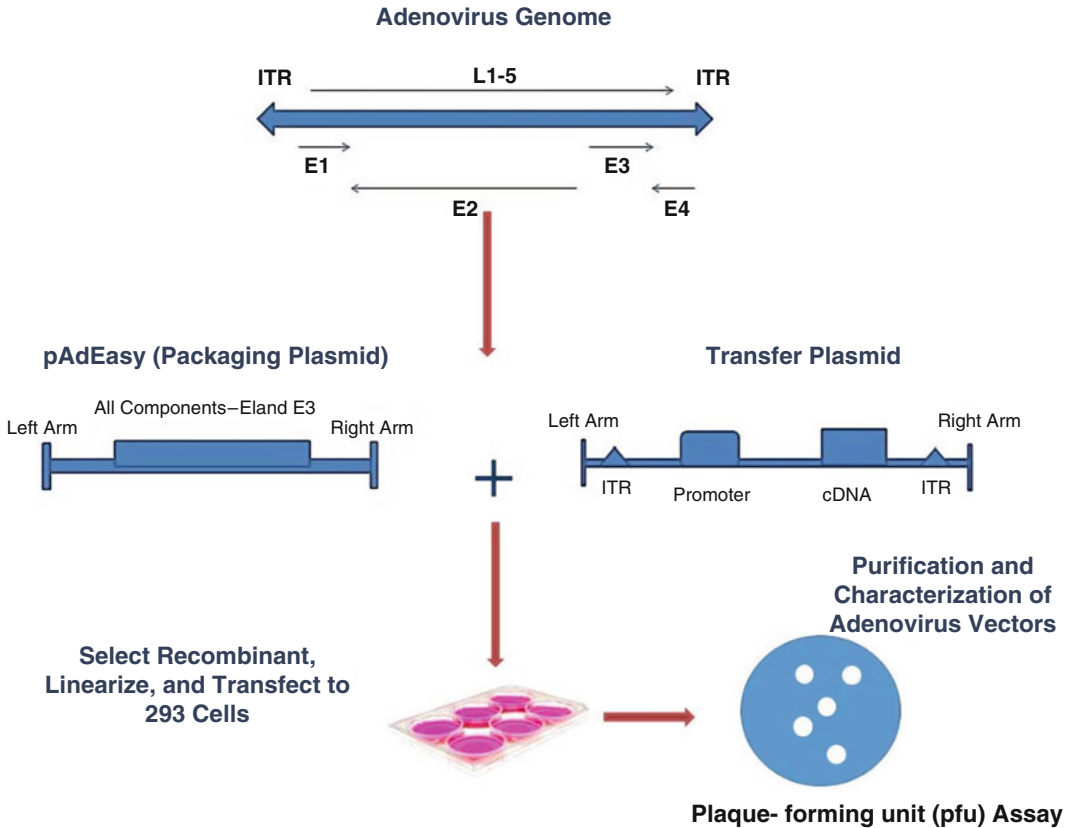 Adenovirus Genome
ITR
L1-5
ITR
E1
E3
E2
E4
pAdEasy (Packaging Plasmid)
Transfer Plasmid
All Components–Eland E3
Left Arm
Right Arm
Left Arm
Right Arm
+
ITR
Promoter
cDNA
ITR
Select Recombinant,
Linearize, and Transfect to
293 Cells
Purification and
Characterization of
Adenovirus Vectors
Plaque- forming unit (pfu) Assay